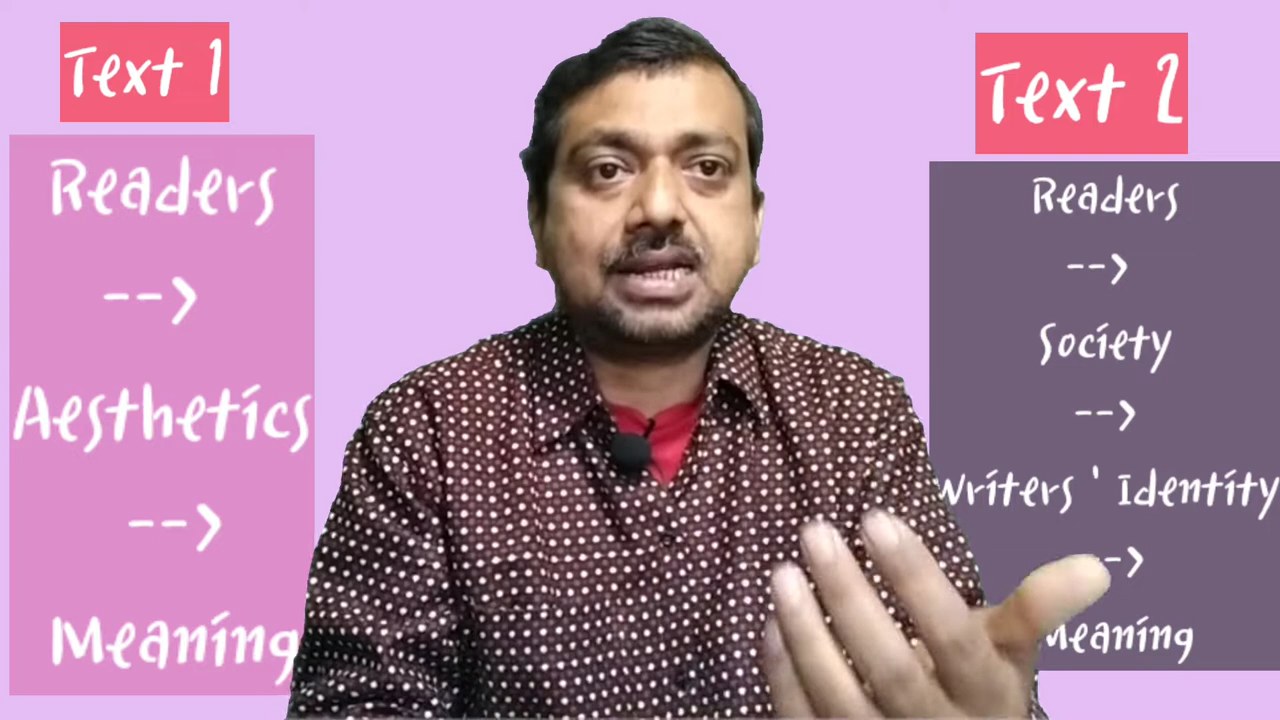 Text 1
Readers
-->
Aesthetics
-->
Meaning
Text 2
Readers
-->
Society
-->
Writers ' Identity
-->
Meaning